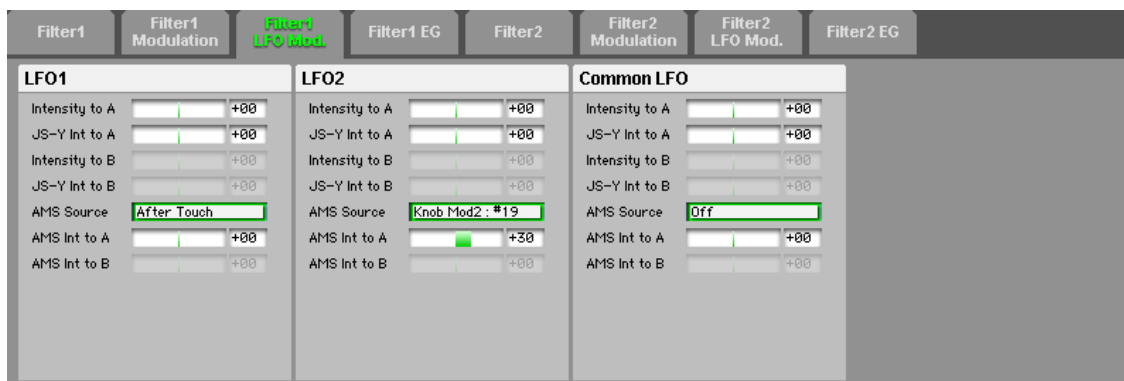 Filter1
Filter1 Modulation
Filter1 LFO Mod.
Filter1 EG
Filter2
Filter2 Modulation
Filter2 LFO Mod.
Filter2 EG
LFO1
Intensity to A +00
JS-Y Int to A +00
Intensity to B +00
JS-Y Int to B +00
AMS Source After Touch
AMS Int to A +00
AMS Int to B +00
LFO2
Intensity to A +00
JS-Y Int to A +00
Intensity to B +00
JS-Y Int to B +00
AMS Source Knob Mod2 : #19
AMS Int to A +30
AMS Int to B +00
Common LFO
Intensity to A +00
JS-Y Int to A +00
Intensity to B +00
JS-Y Int to B +00
AMS Source Off
AMS Int to A +00
AMS Int to B +00